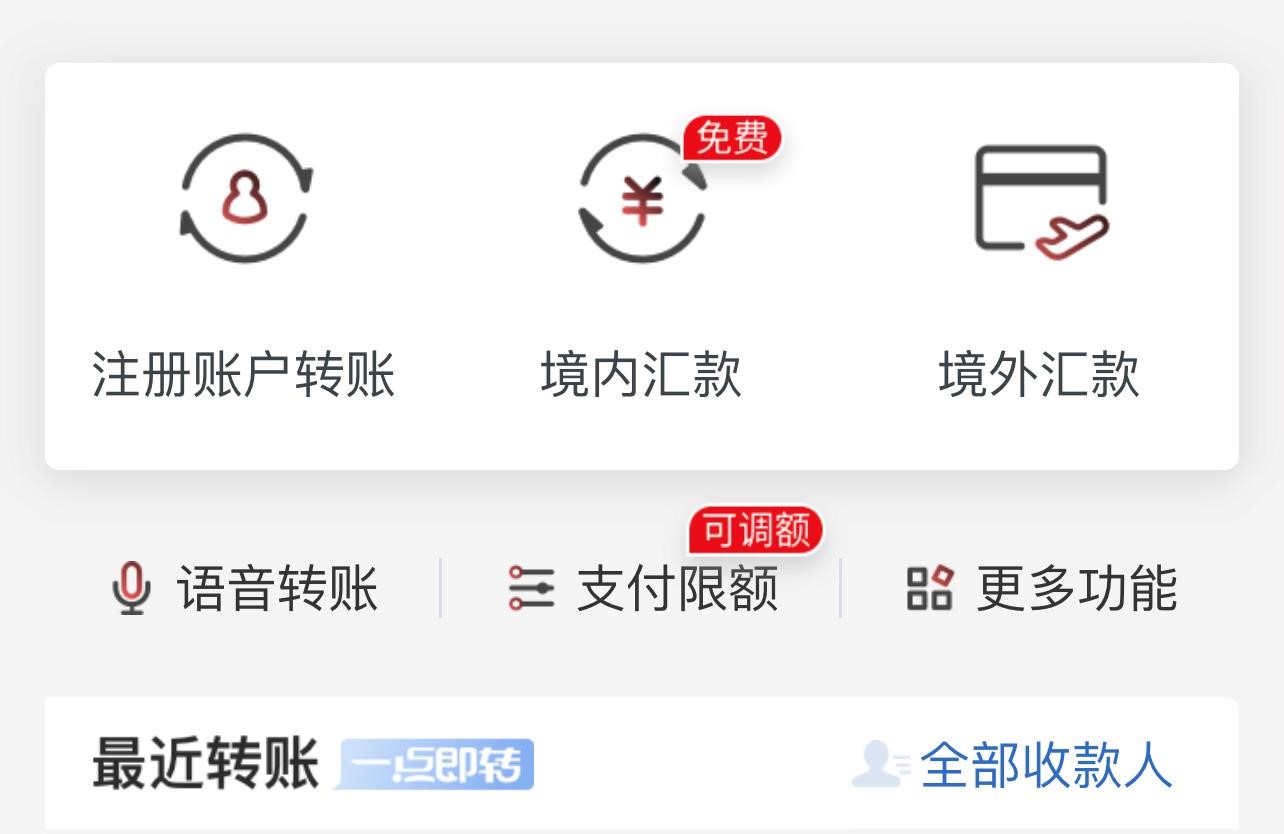 免费
注册账户转账 境内汇款 境外汇款
可调额
语音转账 支付限额 更多功能
最近转账 一点即转 全部收款人